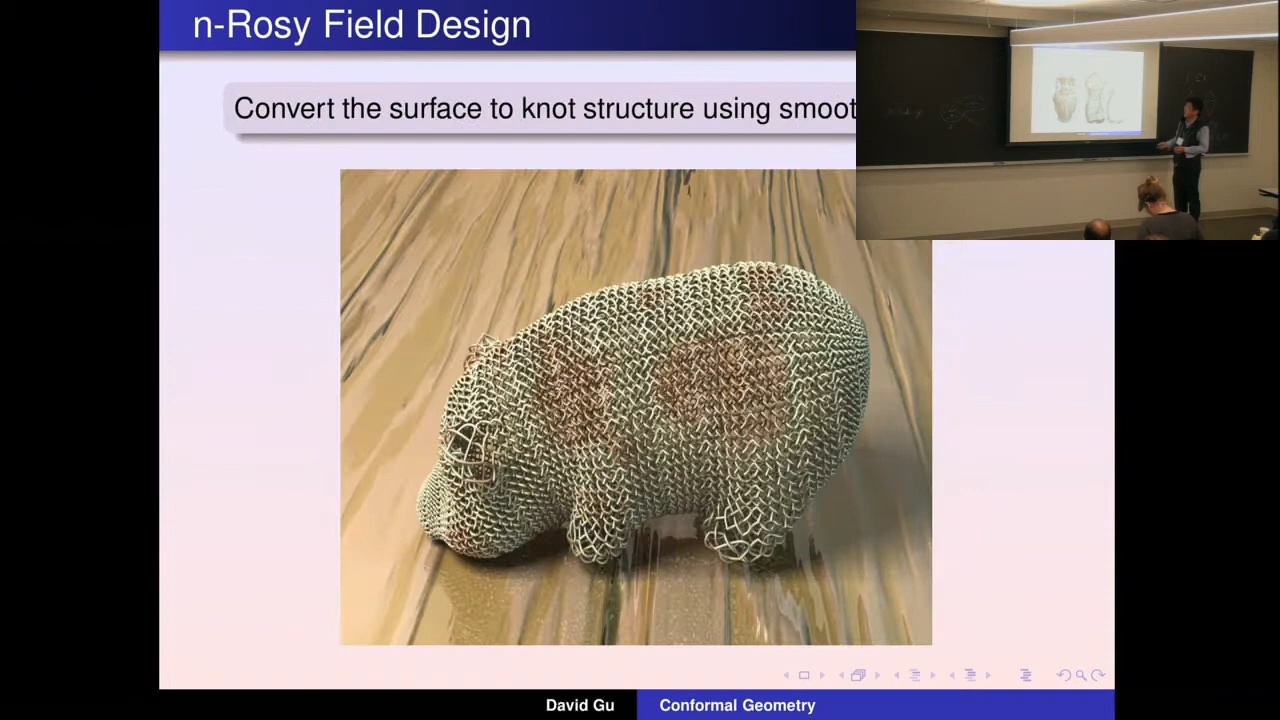 n-Rosy Field Design
Convert the surface to knot structure using smoot
David Gu
Conformal Geometry